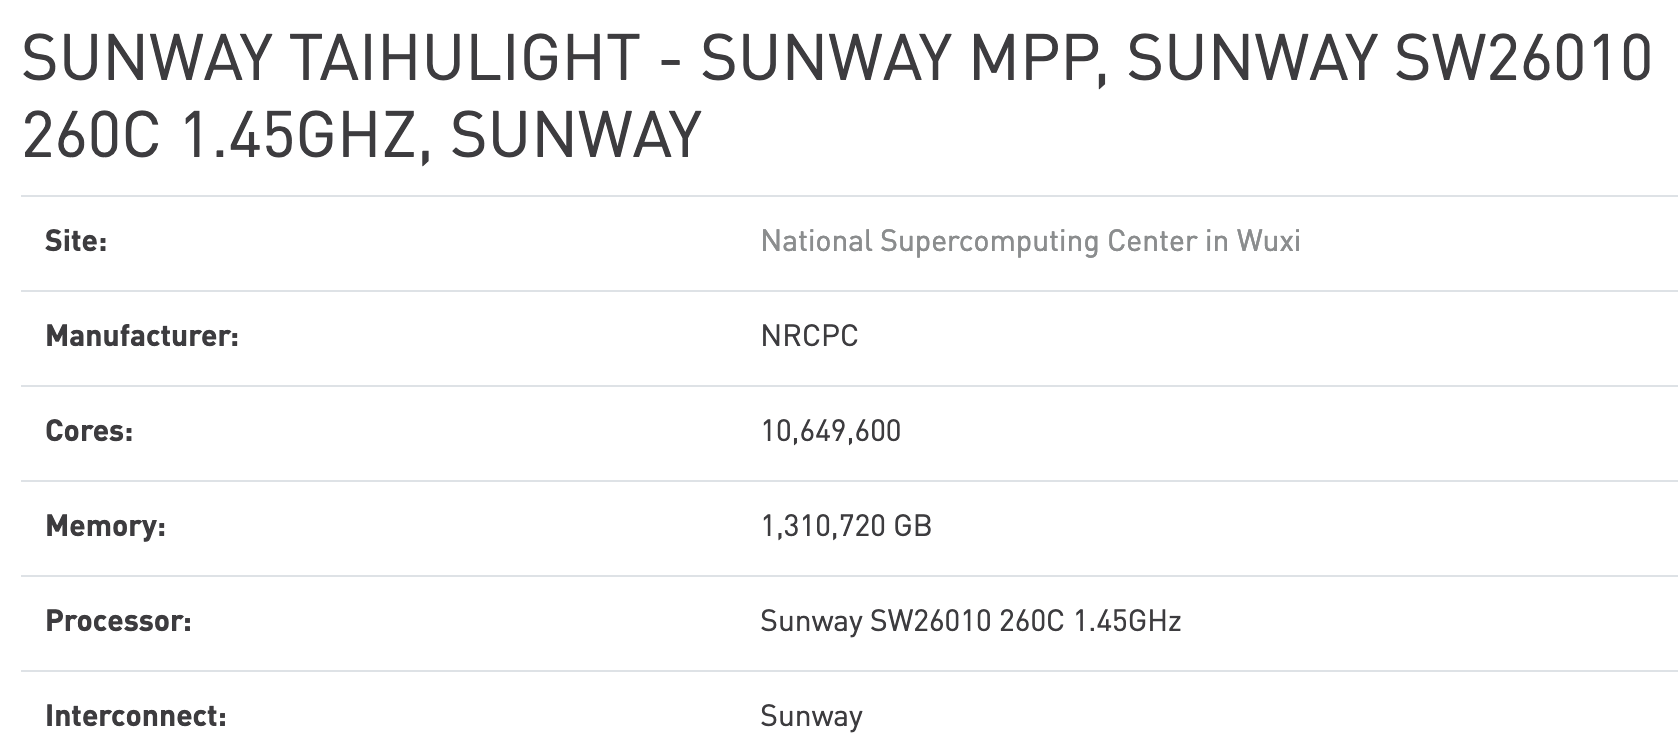 SUNWAY TAIHULIGHT - SUNWAY MPP, SUNWAY SW26010
260C 1.45GHZ, SUNWAY
Site: National Supercomputing Center in Wuxi
Manufacturer: NRCPC
Cores: 10,649,600
Memory: 1,310,720 GB
Processor: Sunway SW26010 260C 1.45GHz
Interconnect: Sunway